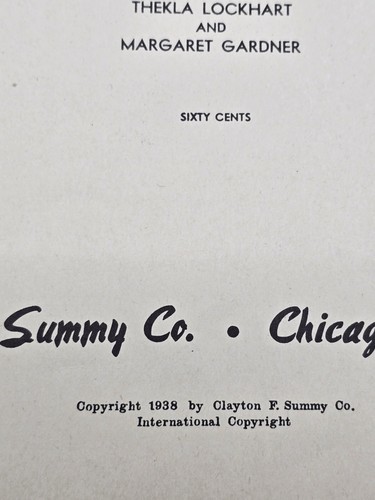 THEKLA LOCKHART
AND
MARGARET GARDNER
SIXTY CENTS
Summy Co. • Chicag
Copyright 1938 by Clayton F. Summy Co.
International Copyright